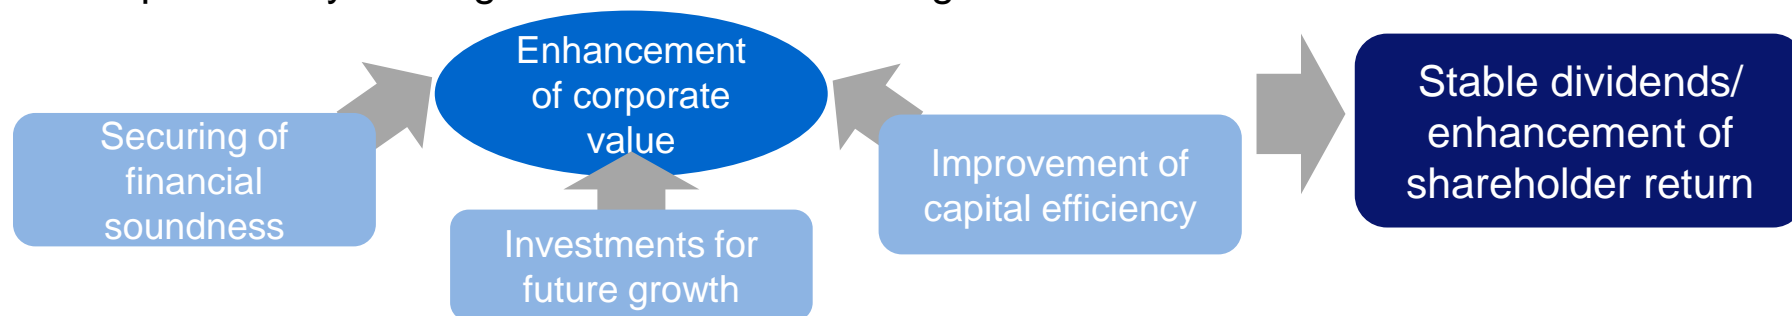 Enhancement
of corporate
value
Securing of
financial
soundness
Investments for
future growth
Improvement of
capital efficiency
Stable dividends/
enhancement of
shareholder return